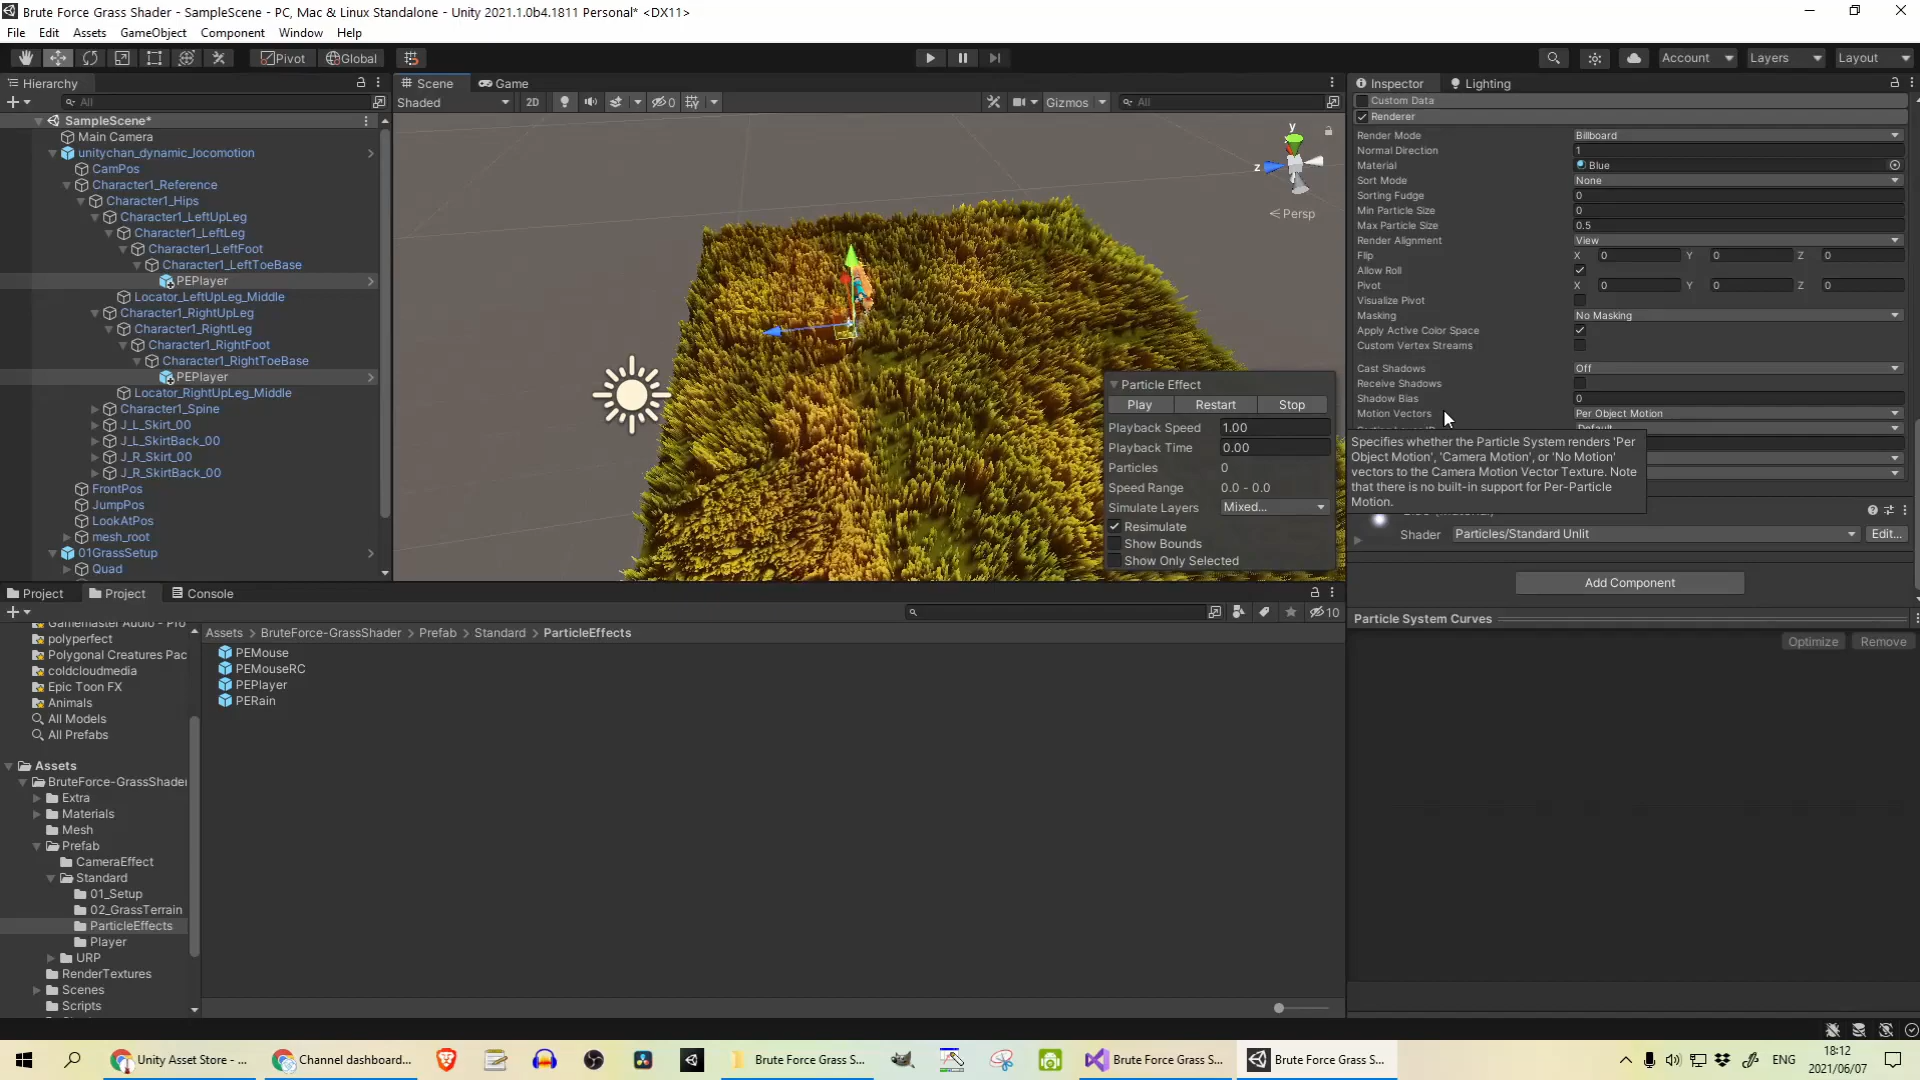 Brute Force Grass Shader - SampleScene - PC, Mac & Linux Standalone - Unity 2021.1.0b4.1811 Personal* <DX11>
File Edit Assets GameObject Component Window Help
Pivot Global Account Layers Layout
Hierarchy
All
SampleScene*
Main Camera
unitychan_dynamic_locomotion
CamPos
Character1_Reference
Character1_Hips
Character1_LeftUpLeg
Character1_LeftLeg
Character1_LeftFoot
Character1_LeftToeBase
PEPlayer
Locator_LeftUpLeg_Middle
Character1_RightUpLeg
Character1_RightLeg
Character1_RightFoot
Character1_RightToeBase
PEPlayer
Locator_RightUpLeg_Middle
Character1_Spine
J_L_Skirt_00
J_L_SkirtBack_00
J_R_Skirt_00
J_R_SkirtBack_00
FrontPos
JumpPos
LookAtPos
mesh_root
01GrassSetup
Quad
Scene Game
Shaded 2D 0 Gizmos All
y
z
< Persp
Particle Effect
Play Restart Stop
Playback Speed 1.00
Playback Time 0.00
Particles 0
Speed Range 0.0 - 0.0
Simulate Layers Mixed...
Resimulate
Show Bounds
Show Only Selected
Inspector Lighting
Custom Data
Renderer
Render Mode Billboard
Normal Direction 1
Material Blue
Sort Mode None
Sorting Fudge 0
Min Particle Size 0
Max Particle Size 0.5
Render Alignment View
Flip X 0 Y 0 Z 0
Allow Roll
Pivot X 0 Y 0 Z 0
Visualize Pivot
Masking No Masking
Apply Active Color Space
Custom Vertex Streams
Cast Shadows Off
Receive Shadows
Shadow Bias 0
Motion Vectors Per Object Motion
Default
Specifies whether the Particle System renders 'Per
Object Motion', 'Camera Motion', or 'No Motion'
vectors to the Camera Motion Vector Texture. Note
that there is no built-in support for Per-Particle
Motion.
Shader Particles/Standard Unlit Edit...
Add Component
Particle System Curves
Optimize Remove
Project Project Console
10
Gamemaster Audio - Pro
polyperfect
Polygonal Creatures Pac
coldcloudmedia
Epic Toon FX
Animals
All Models
All Prefabs
Assets
BruteForce-GrassShader
Extra
Materials
Mesh
Prefab
CameraEffect
Standard
01_Setup
02_GrassTerrain
ParticleEffects
Player
URP
RenderTextures
Scenes
Scripts
Assets > BruteForce-GrassShader > Prefab > Standard > ParticleEffects
PEMouse
PEMouseRC
PEPlayer
PERain
Unity Asset Store - ... Channel dashboard... Brute Force Grass S... Brute Force Grass S... Brute Force Grass S... ENG
18:12
2021/06/07